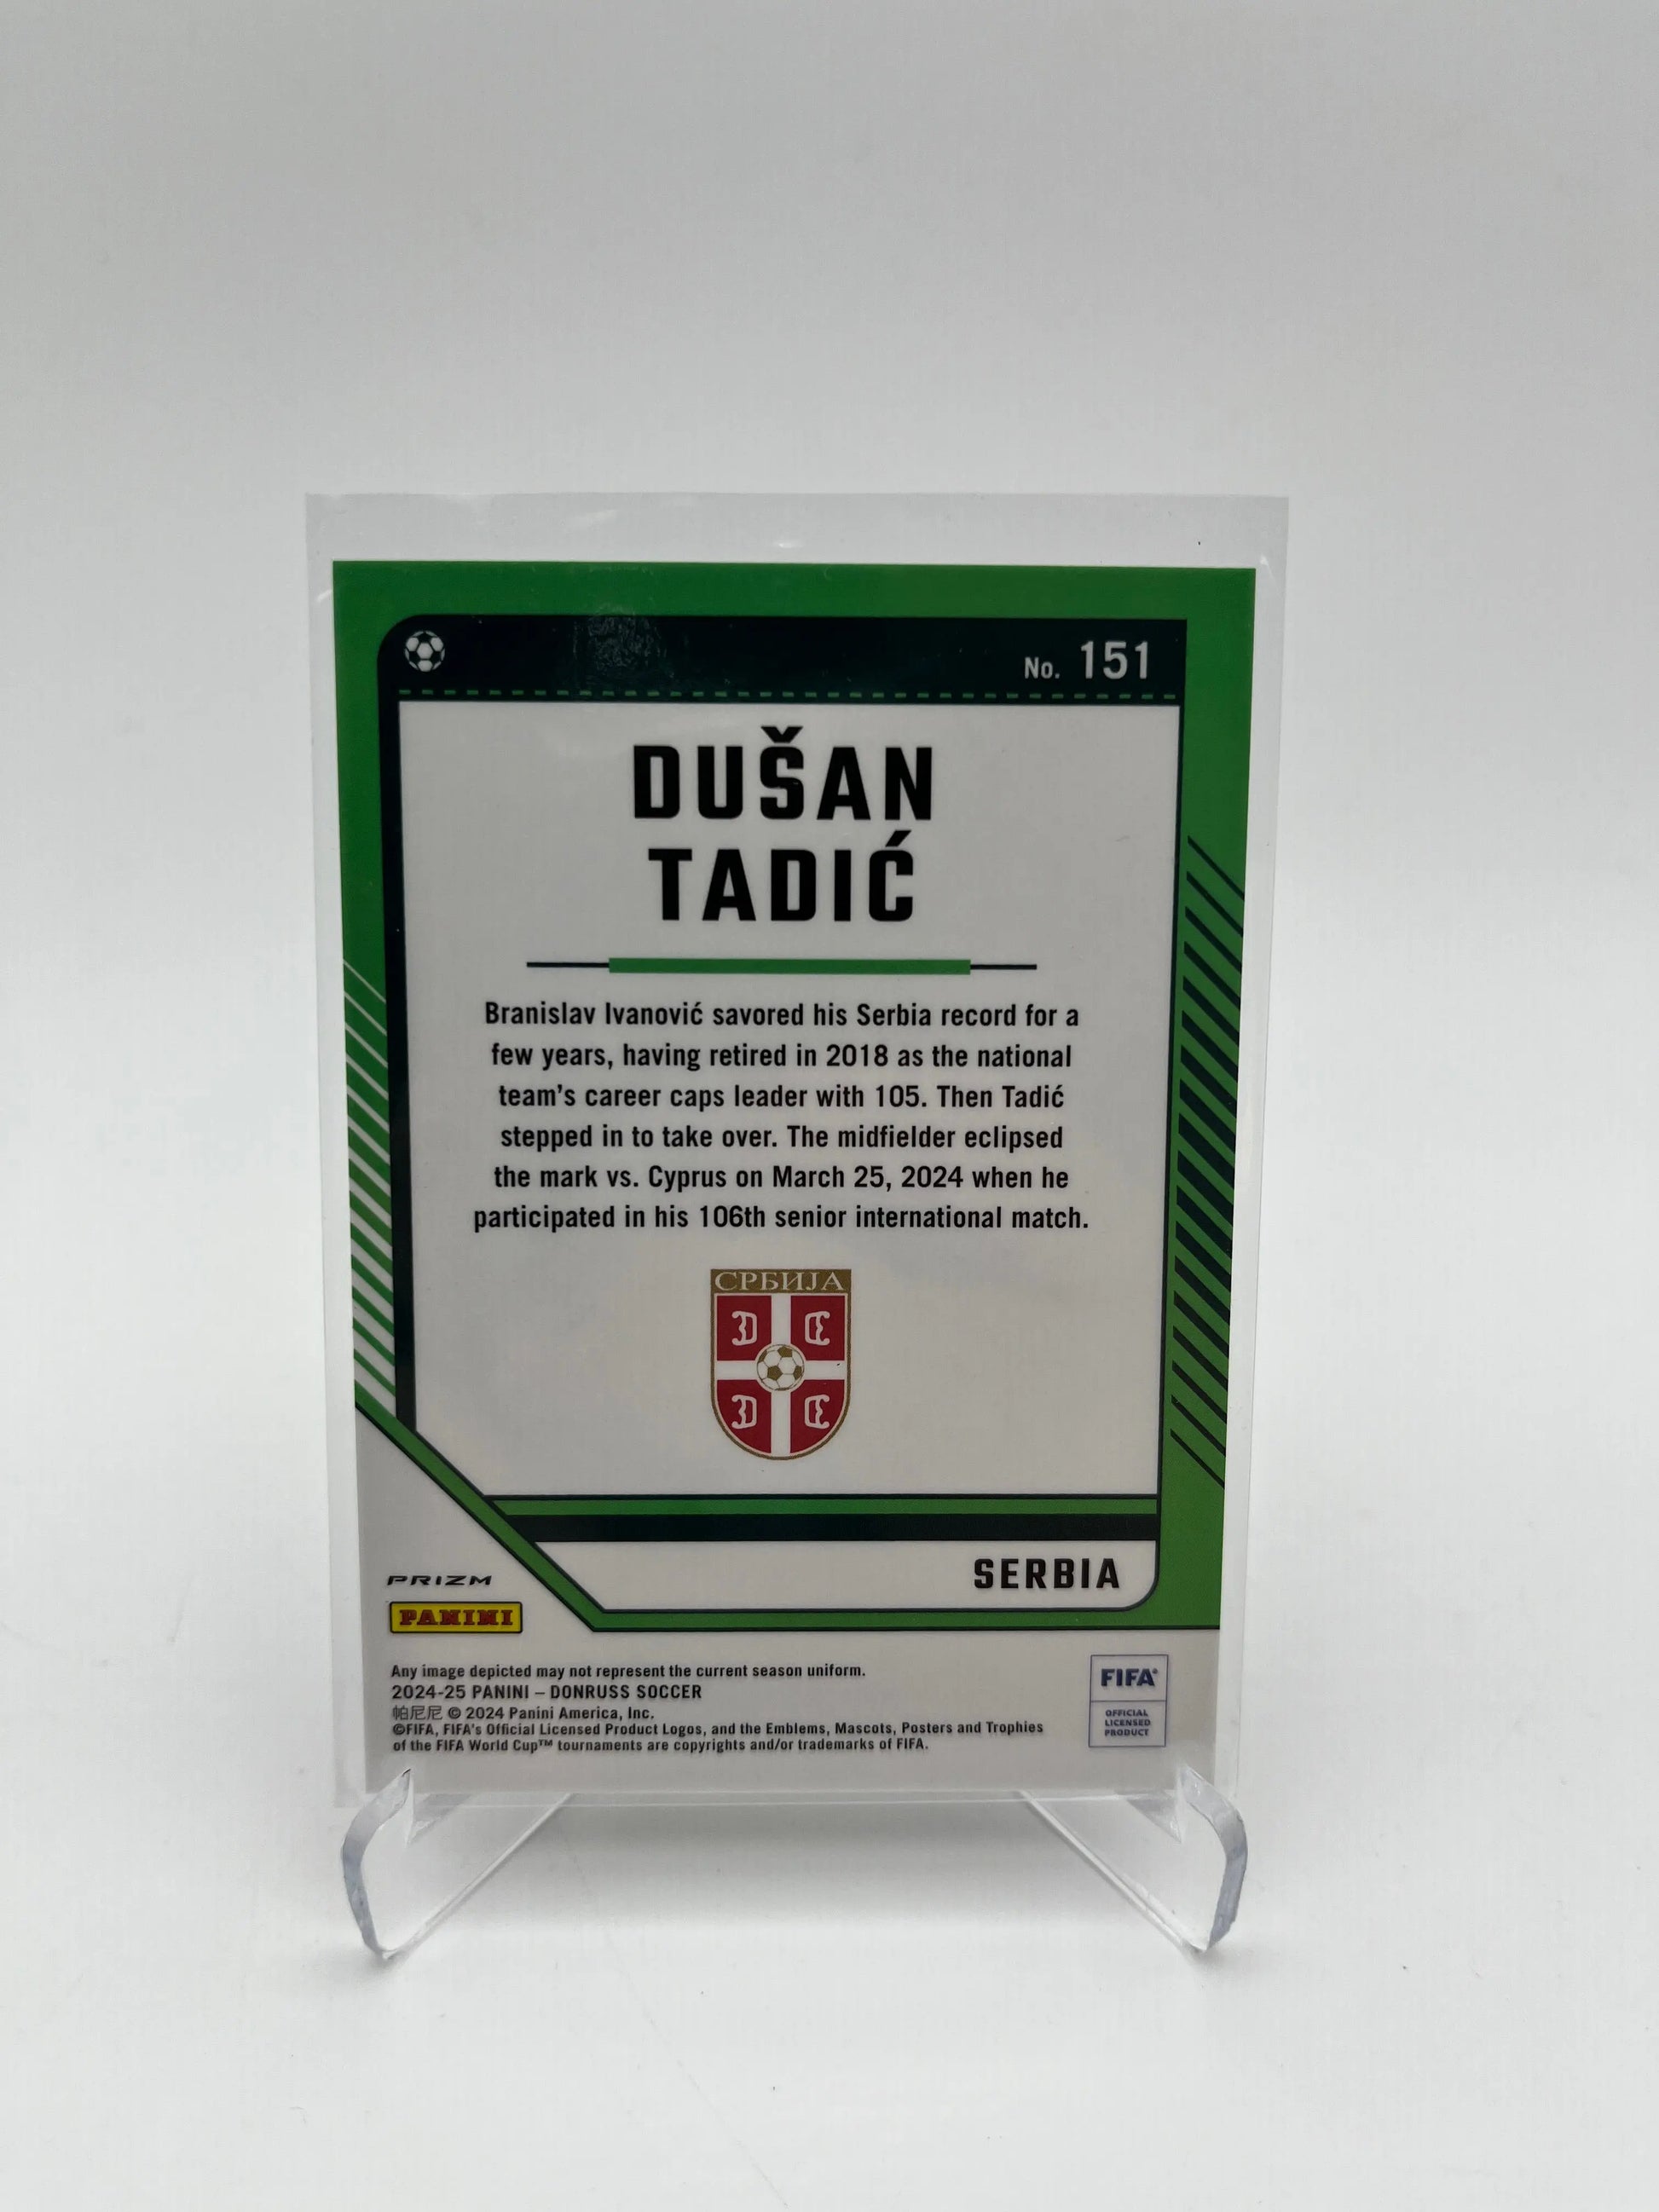 No. 151
DUŠAN
TADIĆ
Branislav Ivanović savored his Serbia record for a
few years, having retired in 2018 as the national
team's career caps leader with 105. Then Tadić
stepped in to take over. The midfielder eclipsed
the mark vs. Cyprus on March 25, 2024 when he
participated in his 106th senior international match.
СРБИЈА
SERBIA
PRIZM
PANINI
Any image depicted may not represent the current season uniform.
2024-25 PANINI – DONRUSS SOCCER
帕尼尼 © 2024 Panini America, Inc.
©FIFA, FIFA's Official Licensed Product Logos, and the Emblems, Mascots, Posters and Trophies
of the FIFA World Cup™ tournaments are copyrights and/or trademarks of FIFA.
FIFA®
OFFICIAL
LICENSED
PRODUCT